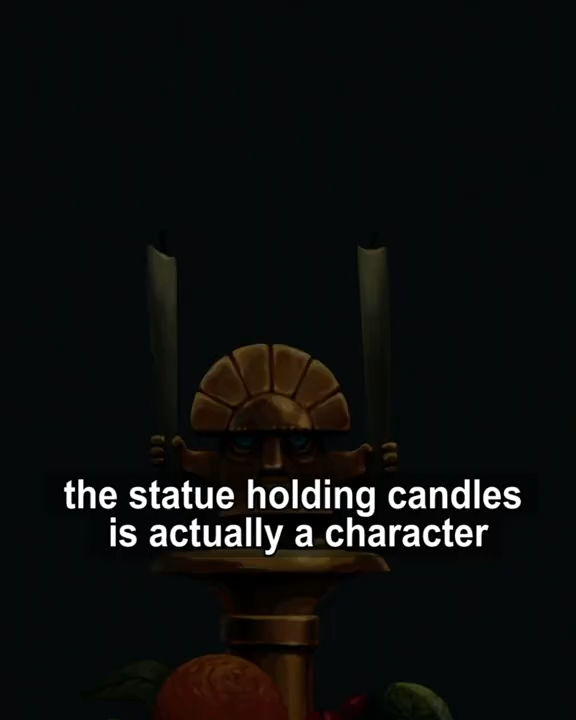 the statue holding candles
is actually a character